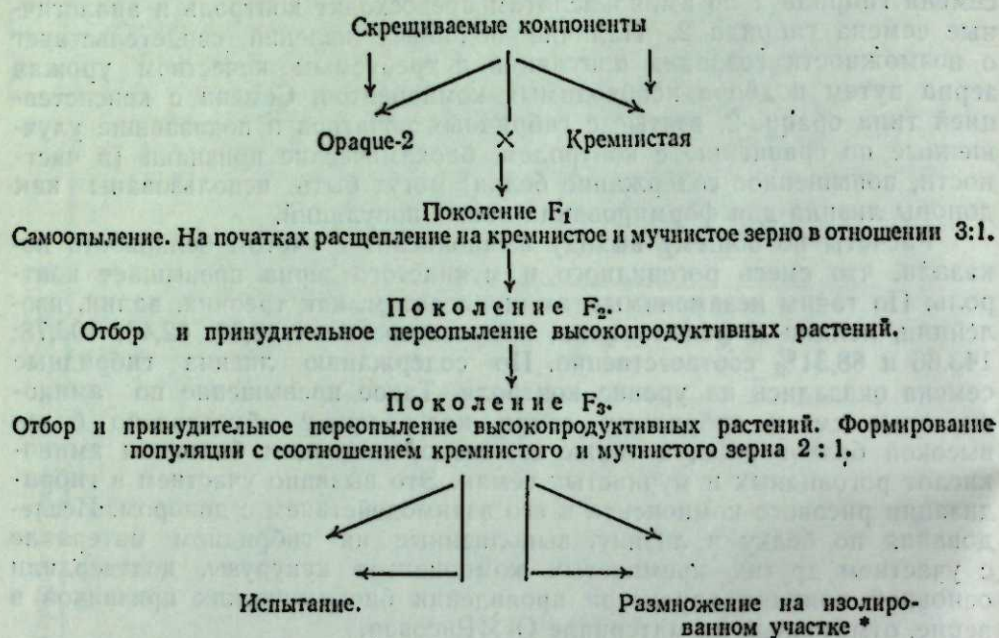 Скрещиваемые компоненты
Opaque-2 × Кремнистая
Поколение F₁
Самоопыление. На початках расщепление на кремнистое и мучнистое зерно в отношении 3:1.
Поколение F₂.
Отбор и принудительное переопыление высокопродуктивных растений.
Поколение F₃.
Отбор и принудительное переопыление высокопродуктивных растений. Формирование
популяции с соотношением кремнистого и мучнистого зерна 2 : 1.
Испытание. Размножение на изолиро-
ванном участке *